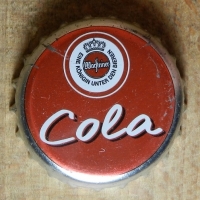 Warsteiner
EINE KÖNIGIN UNTER DEN BIEREN
Cola